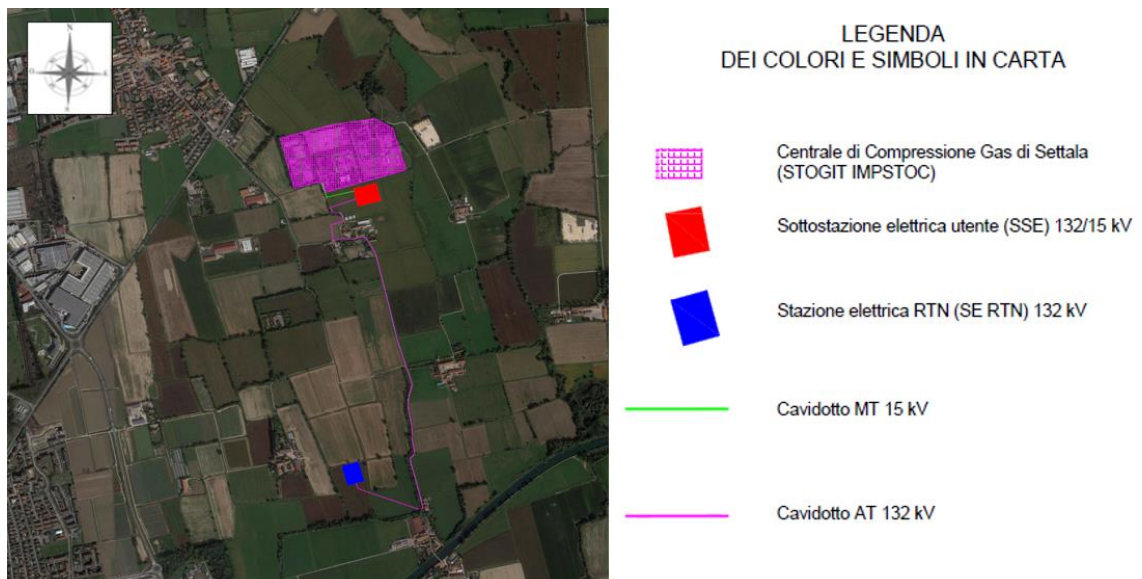 N
O
E
S
LEGENDA
DEI COLORI E SIMBOLI IN CARTA
Centrale di Compressione Gas di Settala
(STOGIT IMPSTOC)
Sottostazione elettrica utente (SSE) 132/15 kV
Stazione elettrica RTN (SE RTN) 132 kV
Cavidotto MT 15 kV
Cavidotto AT 132 kV